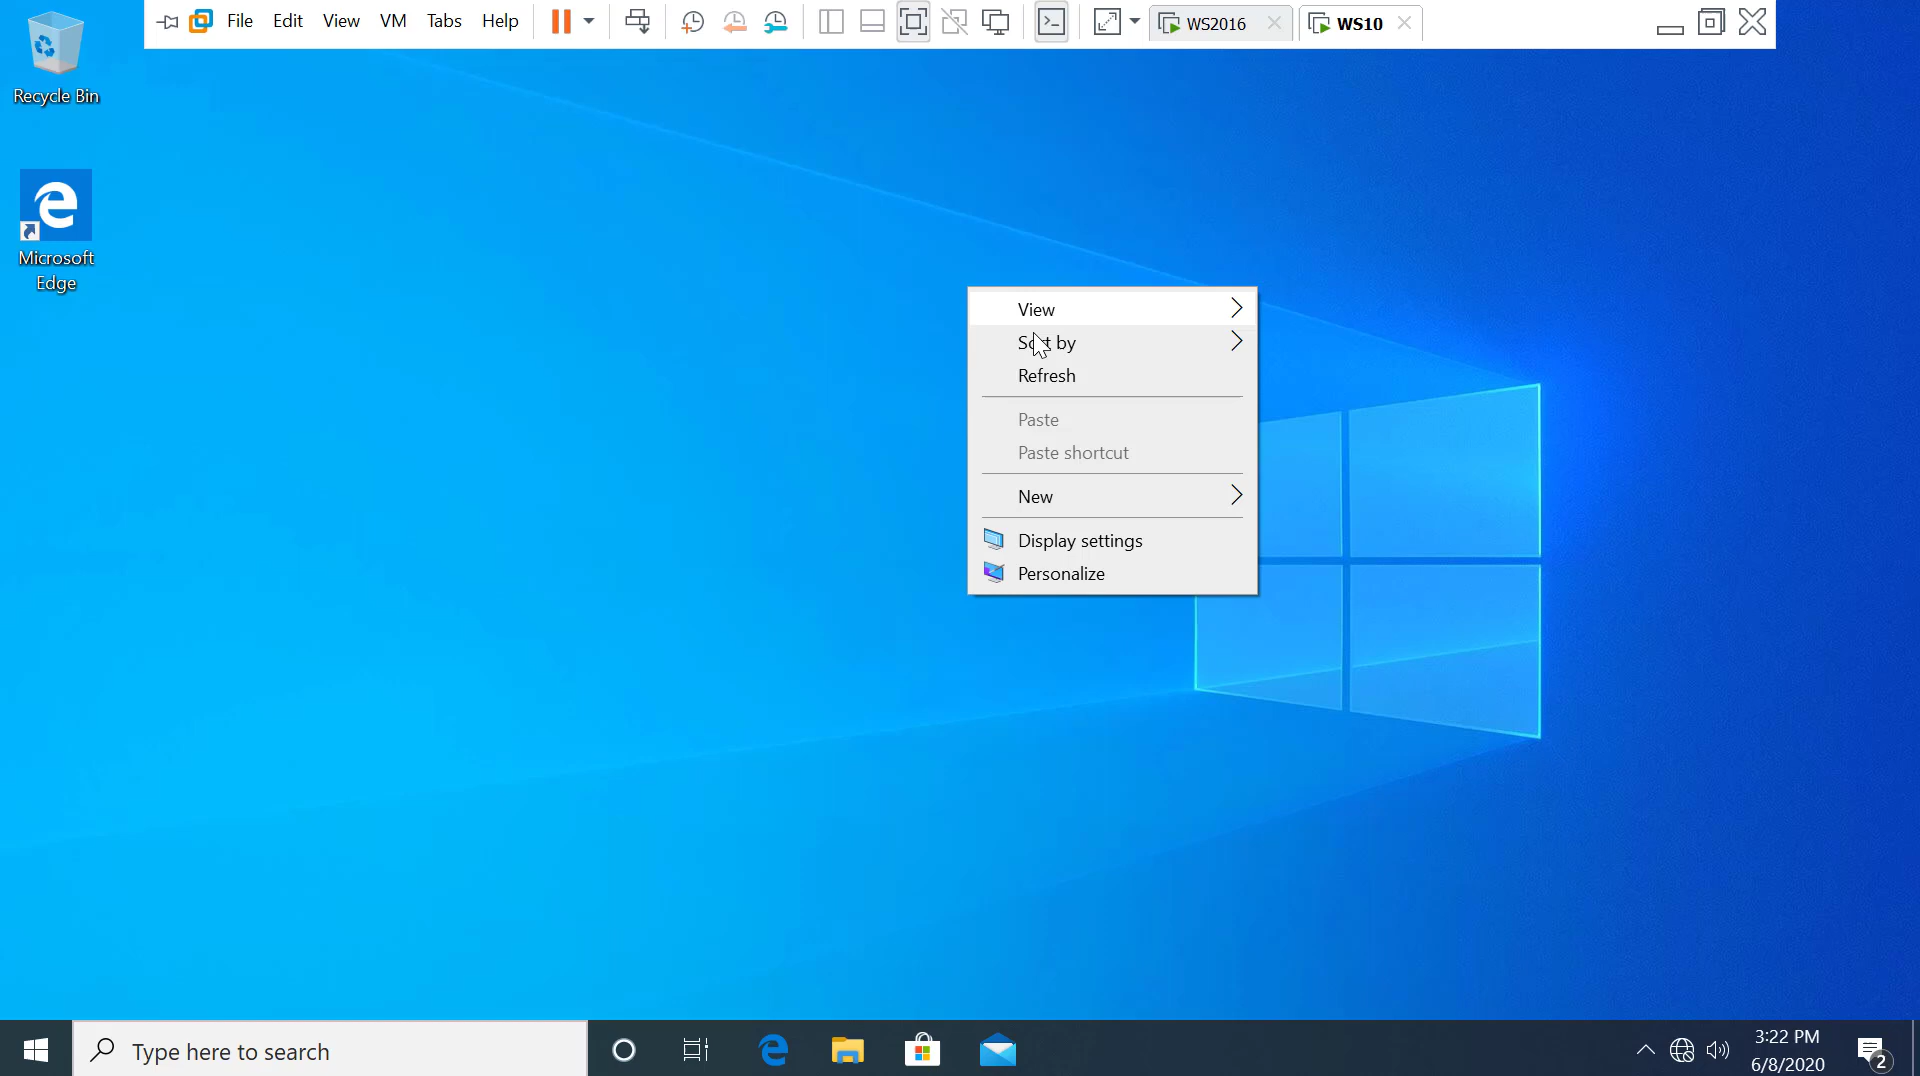 File Edit View VM Tabs Help WS2016 WS10
Recycle Bin
Microsoft
Edge
View
Sort by
Refresh
Paste
Paste shortcut
New
Display settings
Personalize
Type here to search
3:22 PM
6/8/2020
2